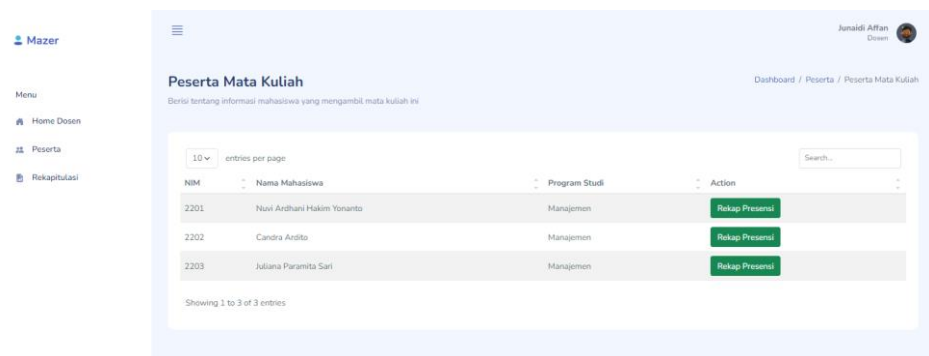 Mazer
Junaidi Affan
Dosen
Menu
Home Dosen
Peserta
Rekapitulasi
Peserta Mata Kuliah
Dashboard / Peserta / Peserta Mata Kuliah
Berisi tentang informasi mahasiswa yang mengambil mata kuliah ini
10 entries per page
Search...
NIM Nama Mahasiswa Program Studi Action
2201 Nuvi Ardhani Hakim Yonanto Manajemen Rekap Presensi
2202 Candra Ardito Manajemen Rekap Presensi
2203 Juliana Paramita Sari Manajemen Rekap Presensi
Showing 1 to 3 of 3 entries